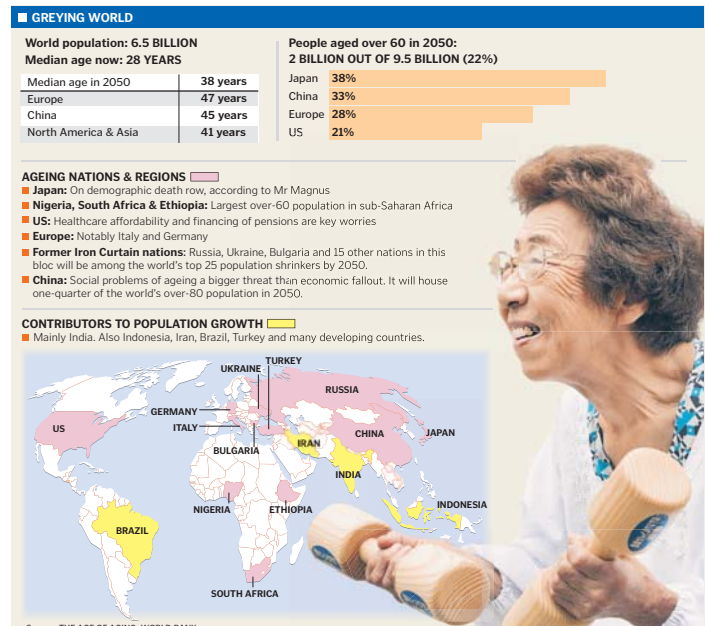 GREYING WORLD
World population: 6.5 BILLION
Median age now: 28 YEARS
Median age in 2050 38 years
Europe 47 years
China 45 years
North America & Asia 41 years
People aged over 60 in 2050:
2 BILLION OUT OF 9.5 BILLION (22%)
Japan 38%
China 33%
Europe 28%
US 21%
AGEING NATIONS & REGIONS
Japan: On demographic death row, according to Mr Magnus
Nigeria, South Africa & Ethiopia: Largest over-60 population in sub-Saharan Africa
US: Healthcare affordability and financing of pensions are key worries
Europe: Notably Italy and Germany
Former Iron Curtain nations: Russia, Ukraine, Bulgaria and 15 other nations in this
bloc will be among the world's top 25 population shrinkers by 2050.
China: Social problems of ageing a bigger threat than economic fallout. It will house
one-quarter of the world's over-80 population in 2050.
CONTRIBUTORS TO POPULATION GROWTH
Mainly India. Also Indonesia, Iran, Brazil, Turkey and many developing countries.
TURKEY
UKRAINE
RUSSIA
GERMANY
US
ITALY
CHINA
JAPAN
IRAN
BULGARIA
INDIA
NIGERIA
ETHIOPIA
INDONESIA
BRAZIL
SOUTH AFRICA